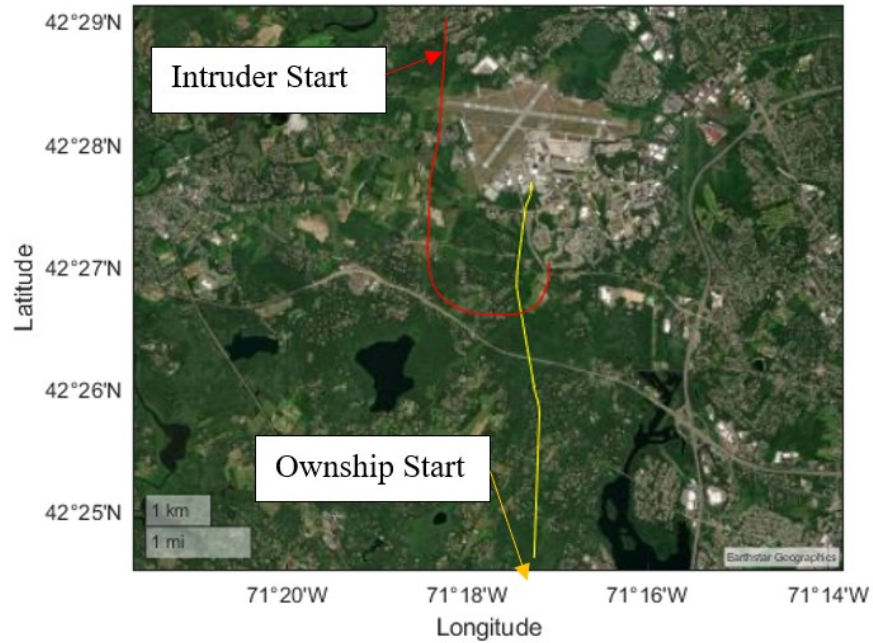 42°29'N
Intruder Start
42°28'N
42°27'N
Latitude
42°26'N
Ownship Start
42°25'N
1 km
1 mi
Earthstar Geographics
71°20'W
71°18'W
71°16'W
71°14'W
Longitude